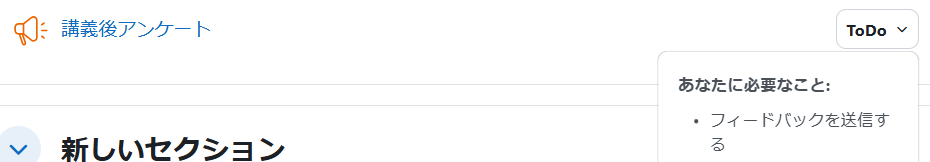 講義後アンケート
ToDo
あなたに必要なこと:
• フィードバックを送信す
る
新しいセクション